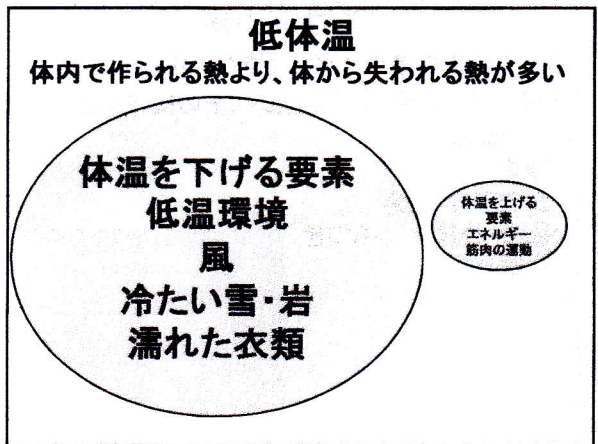 低体温
体内で作られる熱より、体から失われる熱が多い
体温を下げる要素
低温環境
風
冷たい雪・岩
濡れた衣類
体温を上げる
要素
エネルギー
筋肉の運動